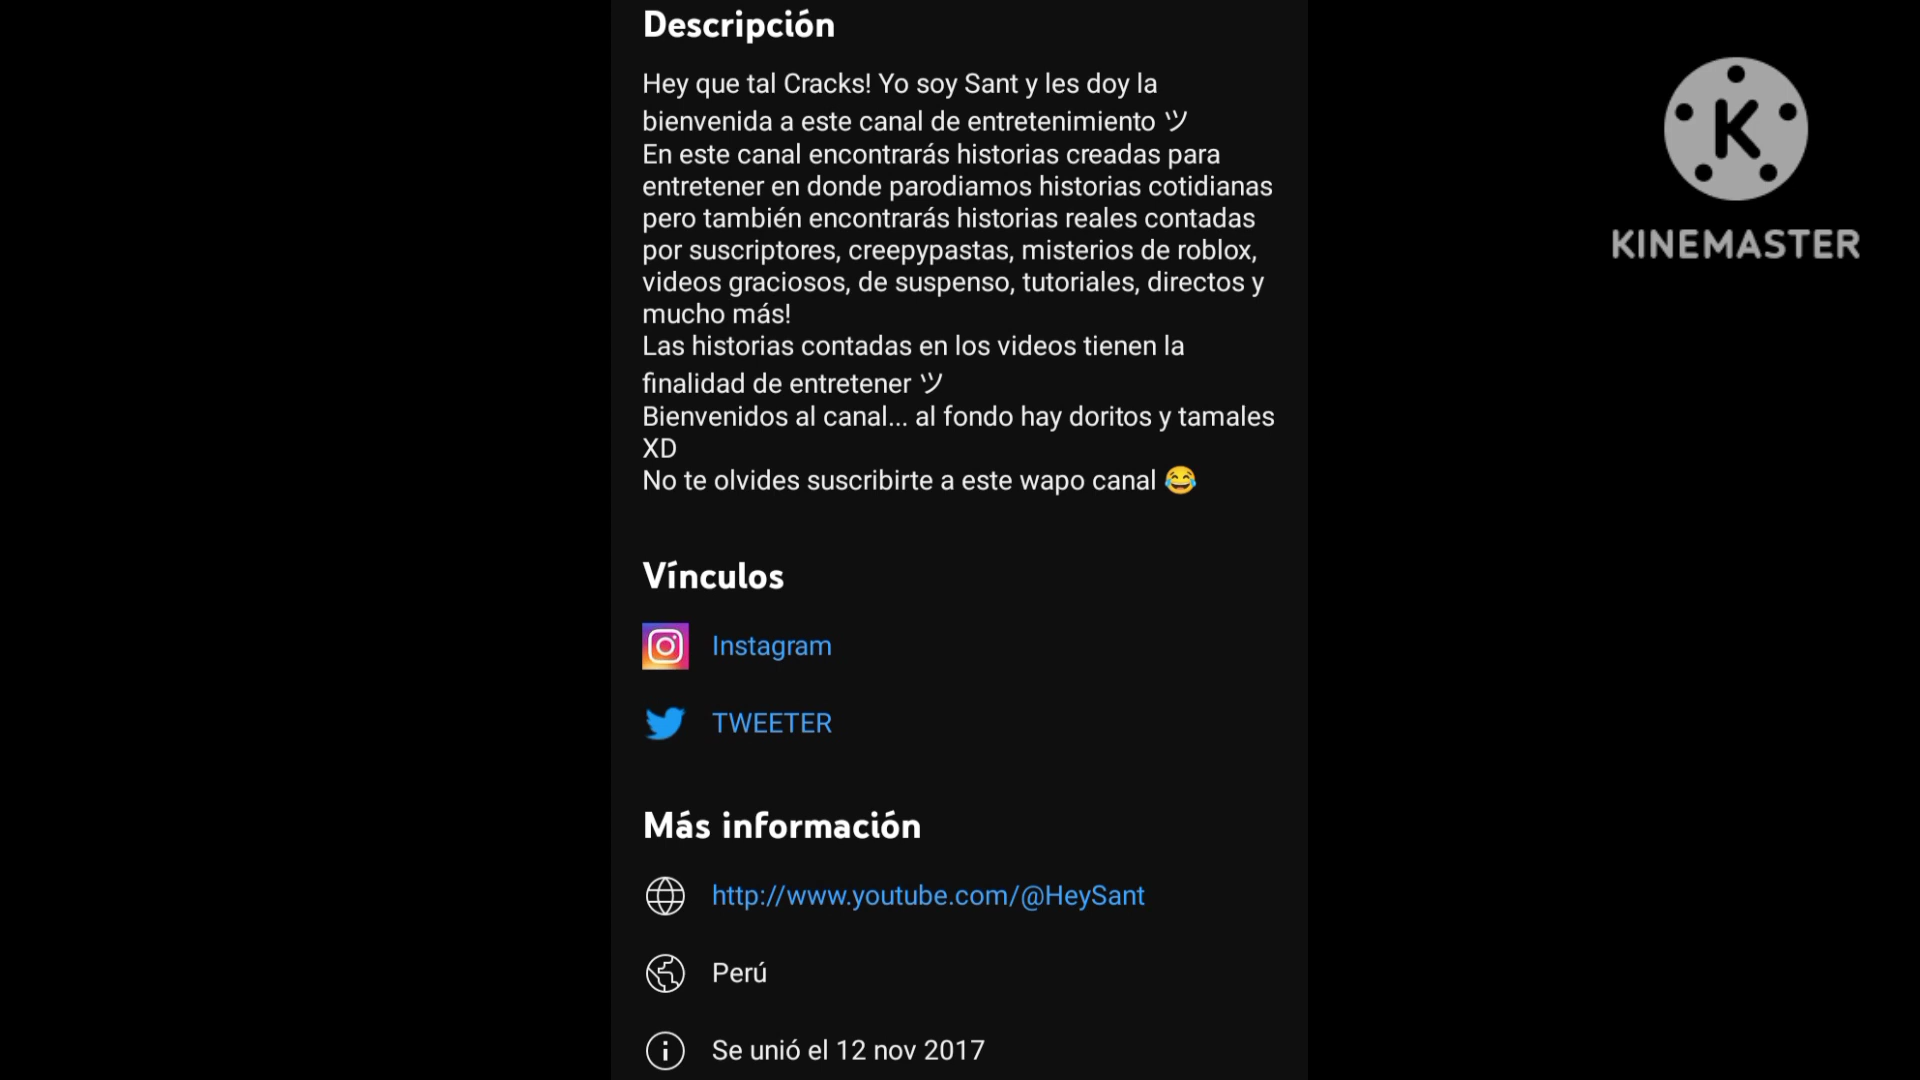 Descripción
Hey que tal Cracks! Yo soy Sant y les doy la
bienvenida a este canal de entretenimiento ツ
En este canal encontrarás historias creadas para
entretener en donde parodiamos historias cotidianas
pero también encontrarás historias reales contadas
por suscriptores, creepypastas, misterios de roblox,
videos graciosos, de suspenso, tutoriales, directos y
mucho más!
Las historias contadas en los videos tienen la
finalidad de entretener ツ
Bienvenidos al canal... al fondo hay doritos y tamales
XD
No te olvides suscribirte a este wapo canal 😂
Vínculos
Instagram
TWEETER
Más información
http://www.youtube.com/@HeySant
Perú
Se unió el 12 nov 2017
K
KINEMASTER